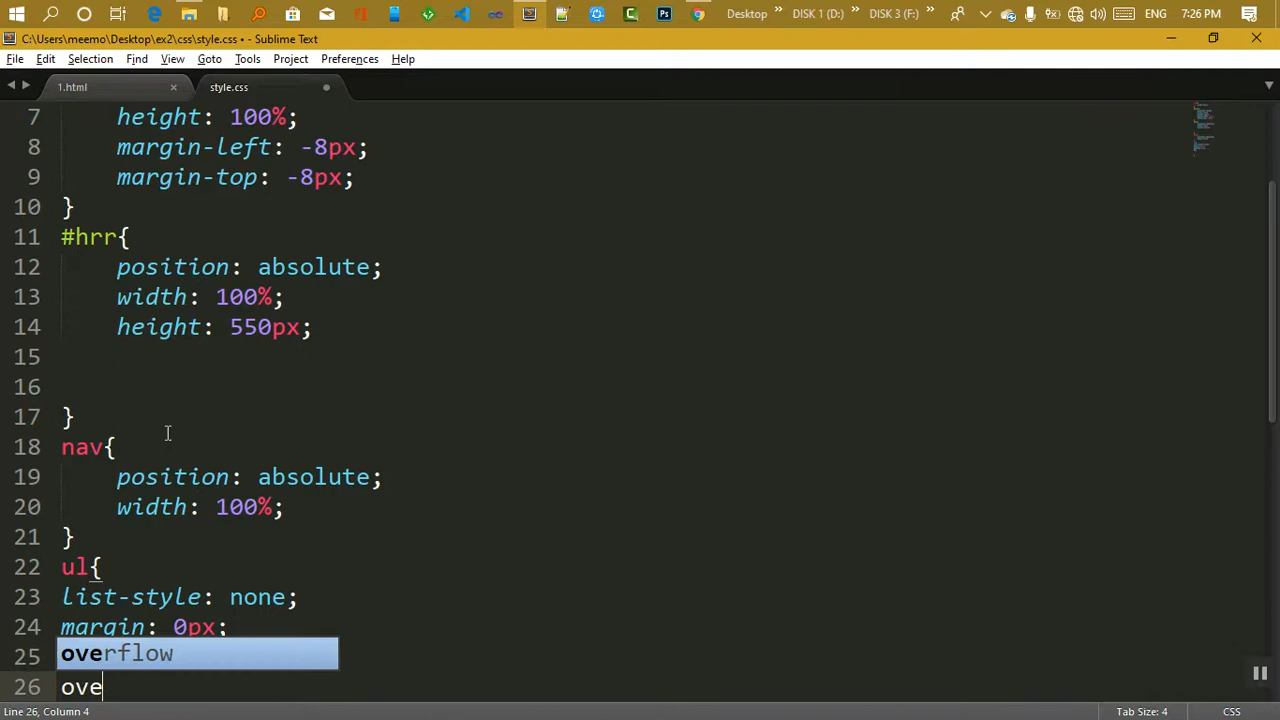 Desktop
DISK 1 (D:)
DISK 3 (F:)
ENG
7:26 PM
C:\Users\meemo\Desktop\ex2\css\style.css • - Sublime Text
File Edit Selection Find View Goto Tools Project Preferences Help
1.html
style.css
7 height: 100%;
8 margin-left: -8px;
9 margin-top: -8px;
10 }
11 #hrr{
12 position: absolute;
13 width: 100%;
14 height: 550px;
15
16
17 }
18 nav{
19 position: absolute;
20 width: 100%;
21 }
22 ul{
23 list-style: none;
24 margin: 0px;
25 overflow
26 ove
Line 26, Column 4
Tab Size: 4
CSS